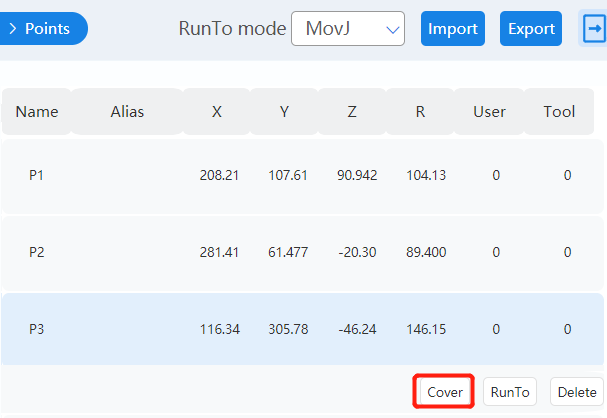 Points RunTo mode MovJ Import Export
Name Alias X Y Z R User Tool
P1 208.21 107.61 90.942 104.13 0 0
P2 281.41 61.477 -20.30 89.400 0 0
P3 116.34 305.78 -46.24 146.15 0 0
Cover RunTo Delete